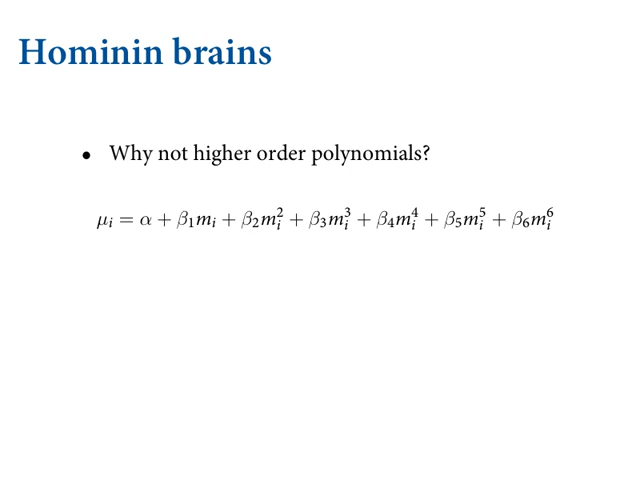 Hominin brains
• Why not higher order polynomials?
μᵢ = α + β₁mᵢ + β₂mᵢ² + β₃mᵢ³ + β₄mᵢ⁴ + β₅mᵢ⁵ + β₆mᵢ⁶